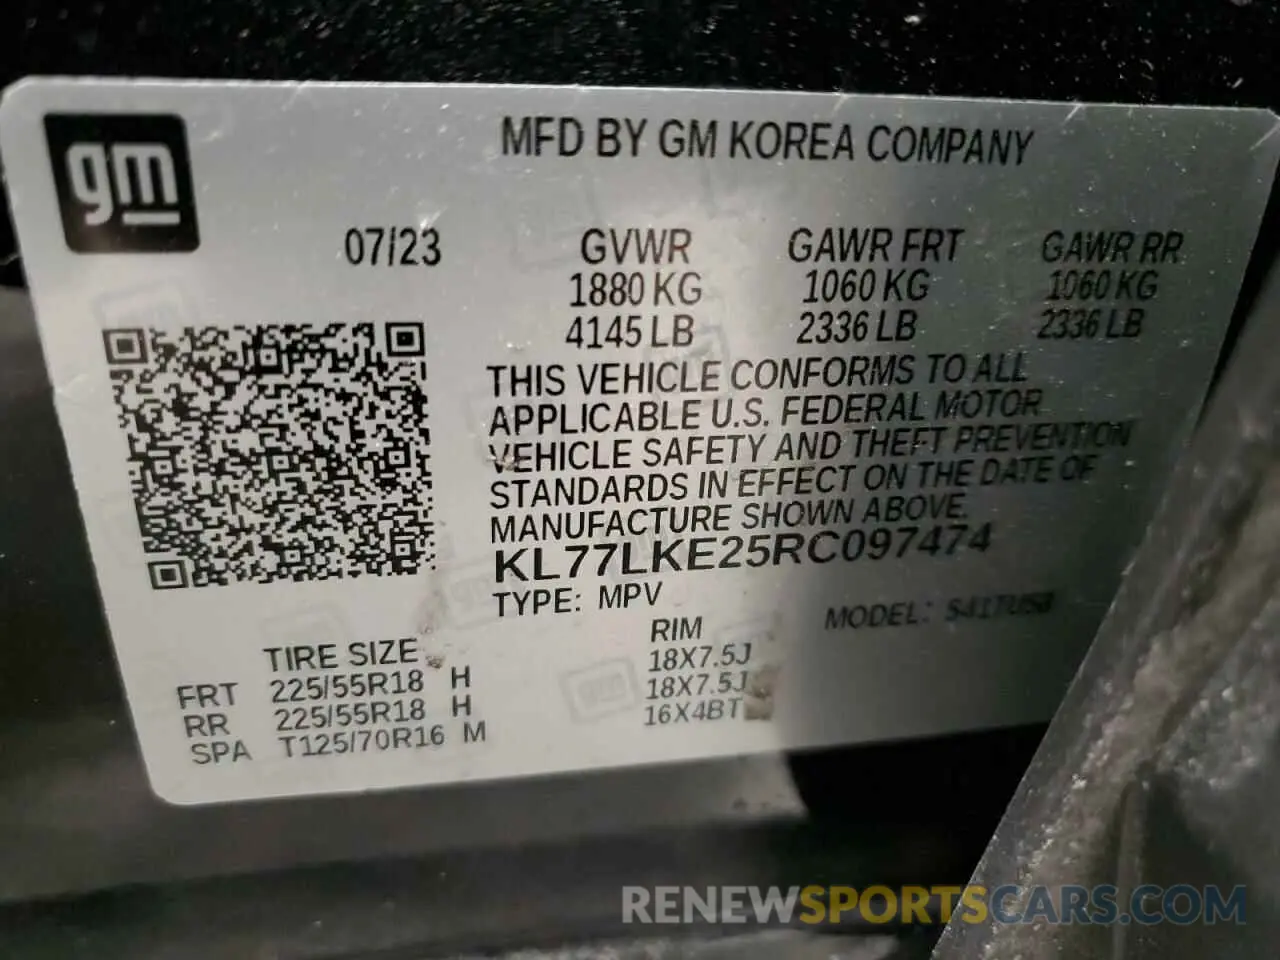 gm
MFD BY GM KOREA COMPANY
07/23 GVWR GAWR FRT GAWR RR
1880 KG 1060 KG 1060 KG
4145 LB 2336 LB 2336 LB
THIS VEHICLE CONFORMS TO ALL
APPLICABLE U.S. FEDERAL MOTOR
VEHICLE SAFETY AND THEFT PREVENTION
STANDARDS IN EFFECT ON THE DATE OF
MANUFACTURE SHOWN ABOVE.
KL77LKE25RC097474
TYPE: MPV MODEL:
TIRE SIZE RIM
FRT 225/55R18 H 18X7.5J
RR 225/55R18 H 18X7.5J
SPA T125/70R16 M 16X4BT
RENEWSPORTSCARS.COM